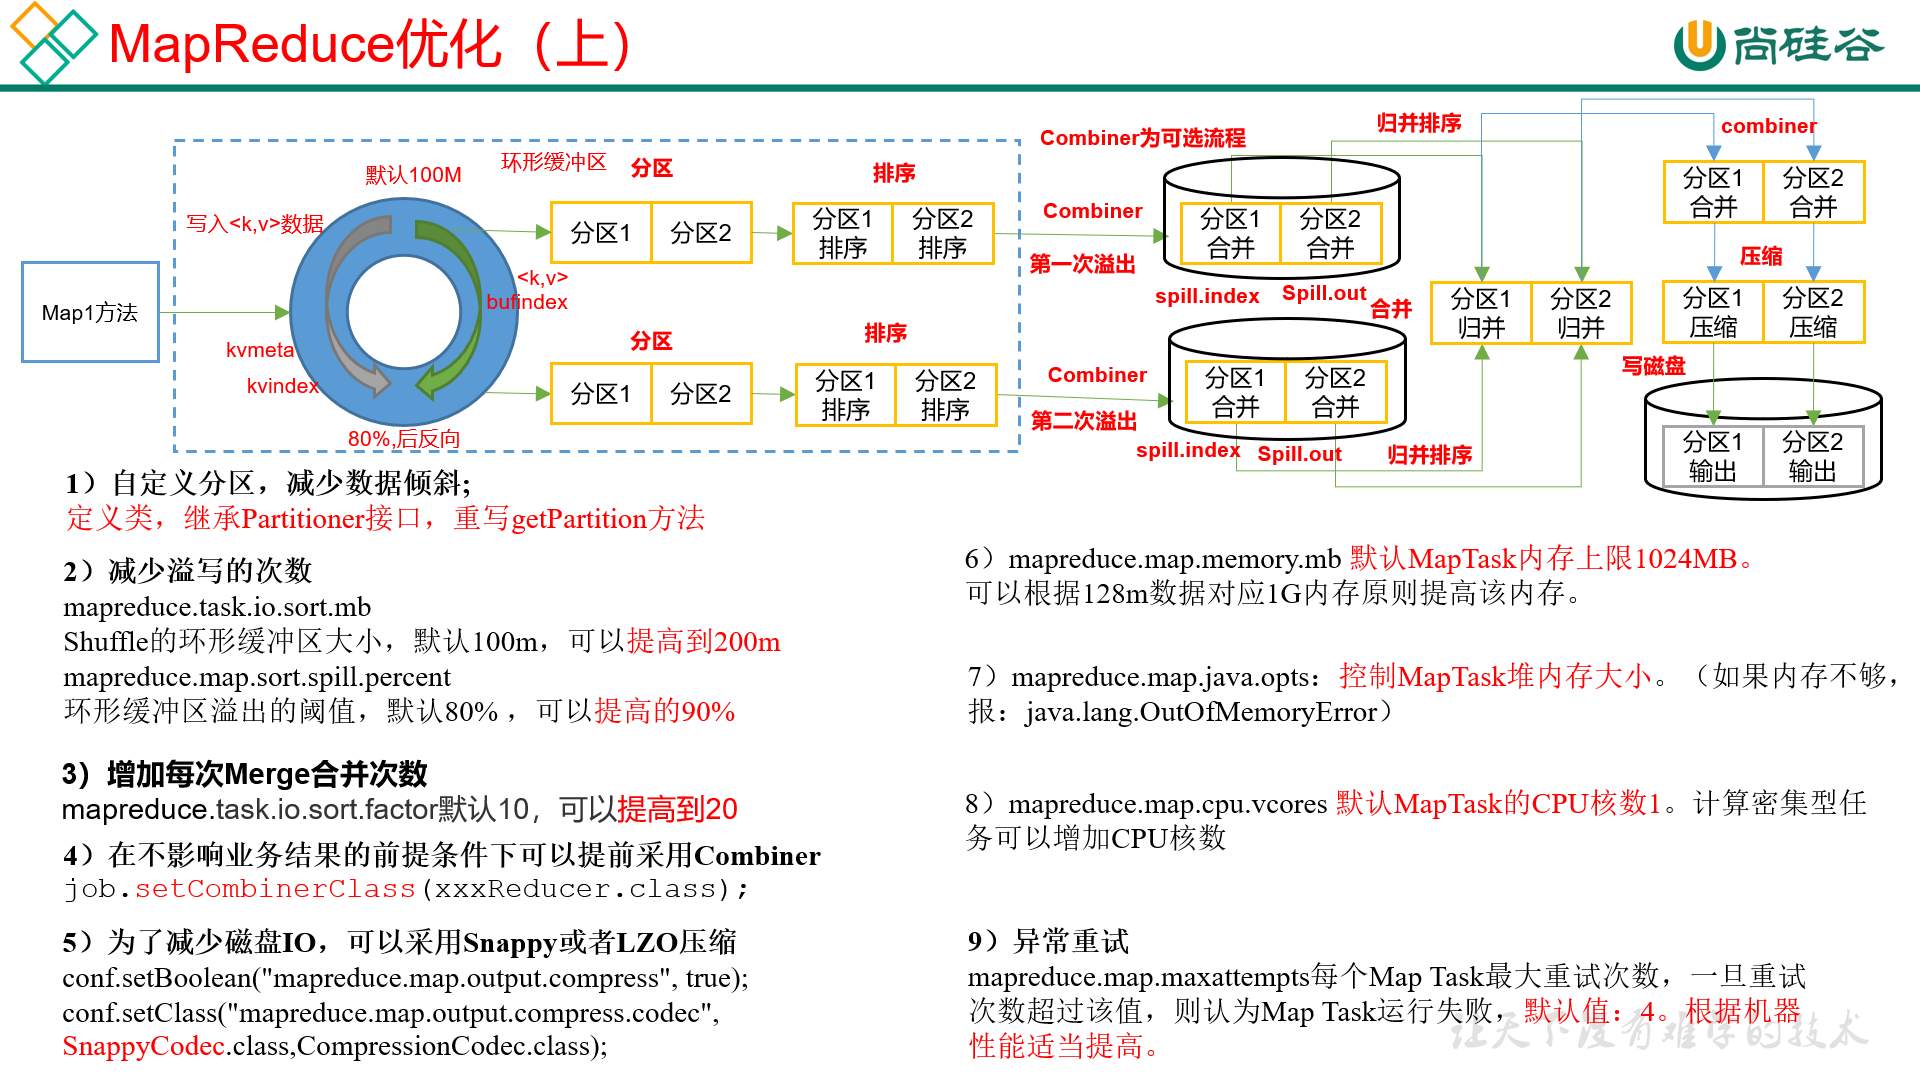 MapReduce优化（上）
尚硅谷
Map1方法
写入<k,v>数据
默认100M
环形缓冲区
kvmeta
kvindex
<k,v>
bufindex
80%,后反向
分区
分区1 分区2
排序
分区1 分区2
排序 排序
分区
分区1 分区2
排序
分区1 分区2
排序 排序
Combiner为可选流程
Combiner
第一次溢出
分区1 分区2
合并 合并
spill.index Spill.out
Combiner
第二次溢出
分区1 分区2
合并 合并
spill.index Spill.out
归并排序
合并
归并排序
分区1 分区2
归并 归并
combiner
分区1 分区2
合并 合并
压缩
分区1 分区2
压缩 压缩
写磁盘
分区1 分区2
输出 输出
1）自定义分区，减少数据倾斜;
定义类，继承Partitioner接口，重写getPartition方法
2）减少溢写的次数
mapreduce.task.io.sort.mb
Shuffle的环形缓冲区大小，默认100m，可以提高到200m
mapreduce.map.sort.spill.percent
环形缓冲区溢出的阈值，默认80% ，可以提高的90%
3）增加每次Merge合并次数
mapreduce.task.io.sort.factor默认10，可以提高到20
4）在不影响业务结果的前提条件下可以提前采用Combiner
job.setCombinerClass(xxxReducer.class);
5）为了减少磁盘IO，可以采用Snappy或者LZO压缩
conf.setBoolean("mapreduce.map.output.compress", true);
conf.setClass("mapreduce.map.output.compress.codec",
SnappyCodec.class,CompressionCodec.class);
6）mapreduce.map.memory.mb 默认MapTask内存上限1024MB。
可以根据128m数据对应1G内存原则提高该内存。
7）mapreduce.map.java.opts：控制MapTask堆内存大小。（如果内存不够，
报：java.lang.OutOfMemoryError）
8）mapreduce.map.cpu.vcores 默认MapTask的CPU核数1。计算密集型任
务可以增加CPU核数
9）异常重试
mapreduce.map.maxattempts每个Map Task最大重试次数，一旦重试
次数超过该值，则认为Map Task运行失败，默认值：4。根据机器
性能适当提高。
让天下没有难学的技术